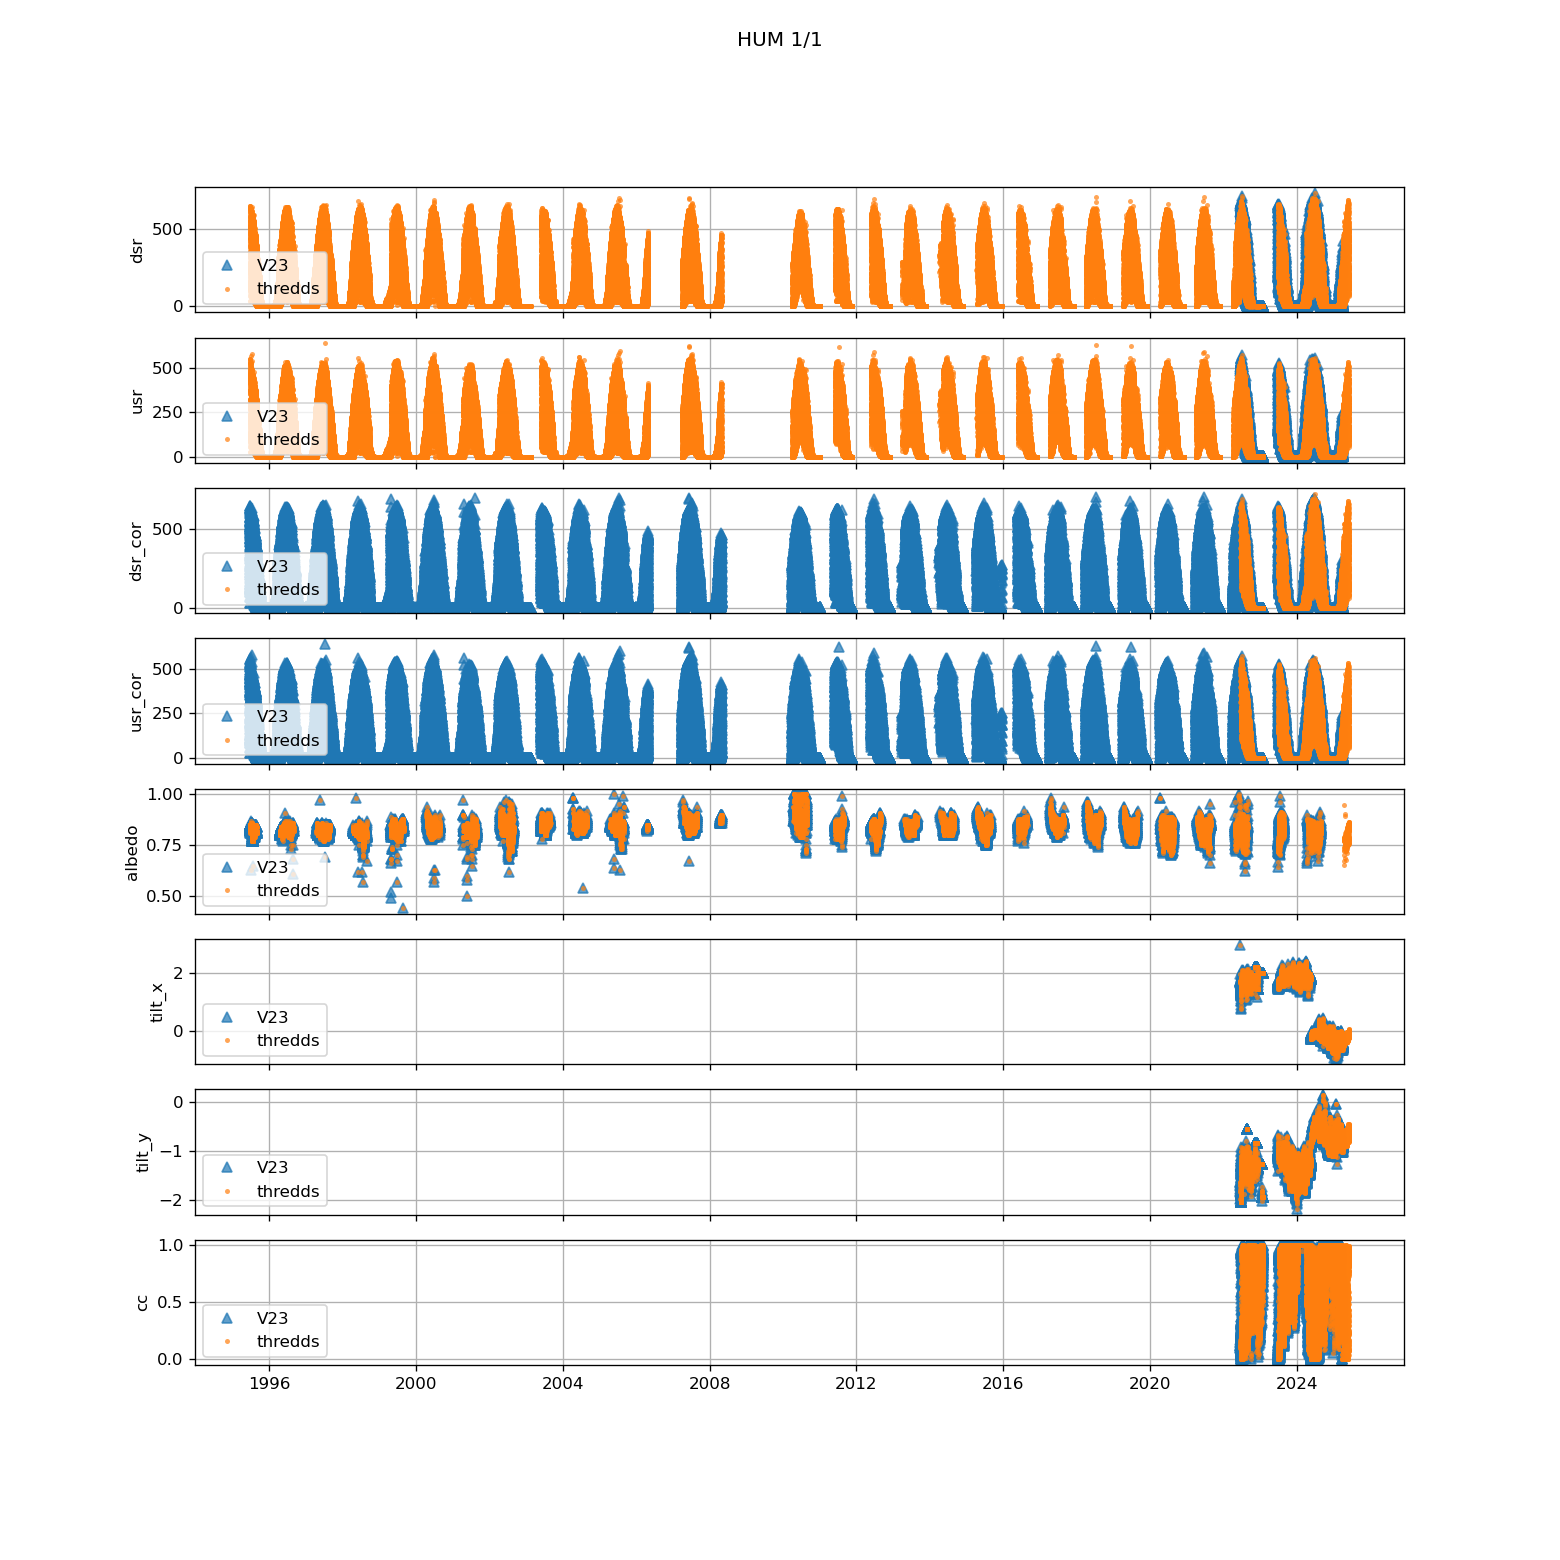 HUM 1/1
dsr
500
0
V23
thredds
usr
500
250
0
V23
thredds
dsr_cor
500
0
V23
thredds
usr_cor
500
250
0
V23
thredds
albedo
1.00
0.75
0.50
V23
thredds
tilt_x
2
0
V23
thredds
tilt_y
0
−1
−2
V23
thredds
cc
1.0
0.5
0.0
V23
thredds
1996 2000 2004 2008 2012 2016 2020 2024